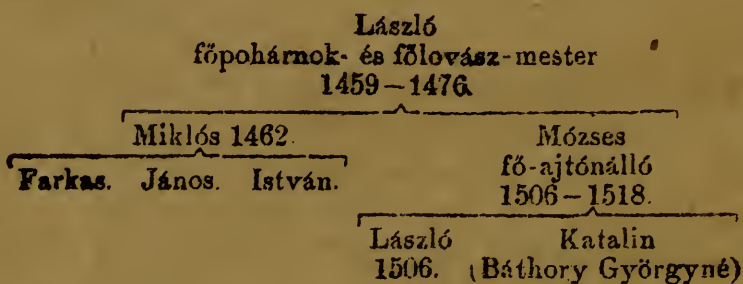 László
főpohárnok- és főlovász-mester
1459–1476.
Miklós 1462. Mózses
Farkas. János. István. fő-ajtónálló
1506–1518.
László Katalin
1506. (Báthory Györgyné)